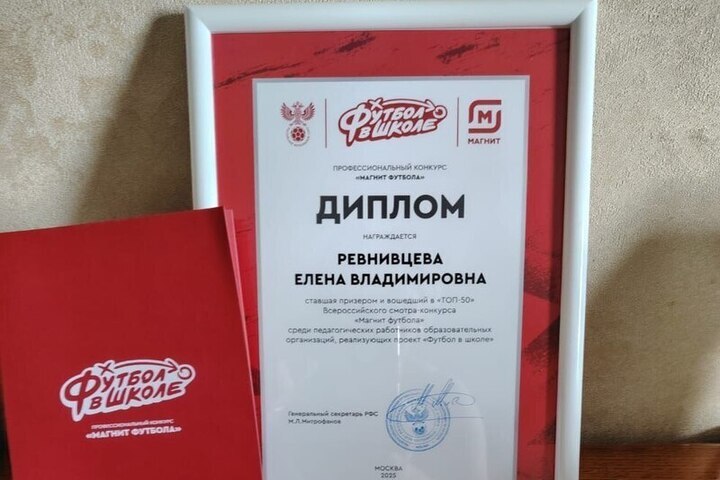 ФУТБОЛ
В ШКОЛЕ
МАГНИТ
ПРОФЕССИОНАЛЬНЫЙ КОНКУРС
«МАГНИТ ФУТБОЛА»
ДИПЛОМ
НАГРАЖДАЕТСЯ
РЕВНИВЦЕВА
ЕЛЕНА ВЛАДИМИРОВНА
ставшая призером и вошедший в «ТОП-50»
Всероссийского смотра-конкурса
«Магнит футбола»
среди педагогических работников образовательных
организаций, реализующих проект «Футбол в школе»
Генеральный секретарь РФС
М.Л.Митрофанов
МОСКВА
2025
ФУТБОЛ
В ШКОЛЕ
ПРОФЕССИОНАЛЬНЫЙ КОНКУРС
«МАГНИТ ФУТБОЛА»